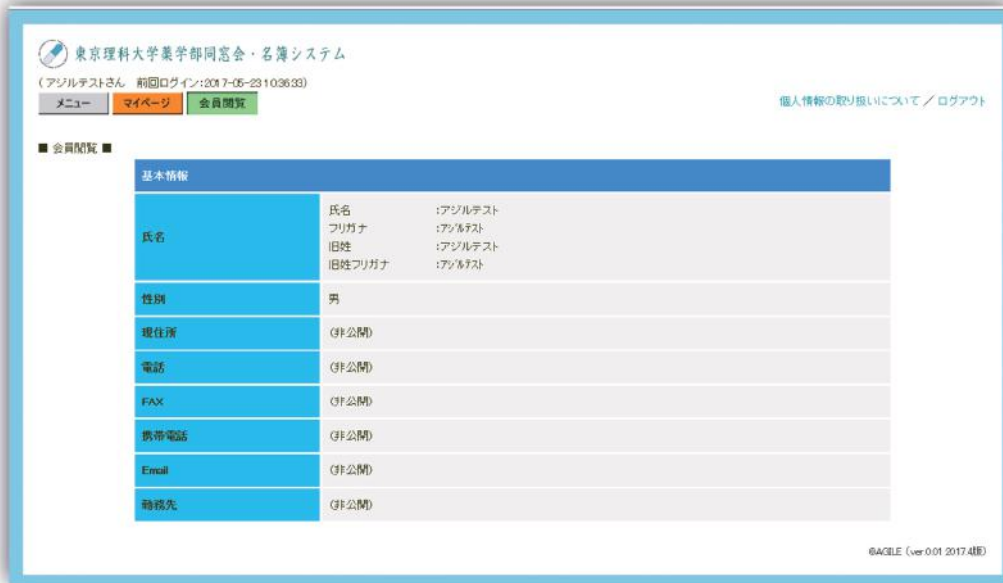 東京理科大学薬学部同窓会・名簿システム
(アジルテストさん 前回ログイン:2017-05-23 10:36:33)
メニュー マイページ 会員閲覧
個人情報の取り扱いについて / ログアウト
■ 会員閲覧 ■
基本情報
氏名
氏名 :アジルテスト
フリガナ :アジルテスト
旧姓 :アジルテスト
旧姓フリガナ :アジルテスト
性別 男
現住所 (非公開)
電話 (非公開)
FAX (非公開)
携帯電話 (非公開)
Email (非公開)
勤務先 (非公開)
©AGILE (ver.0.01 2017.4版)